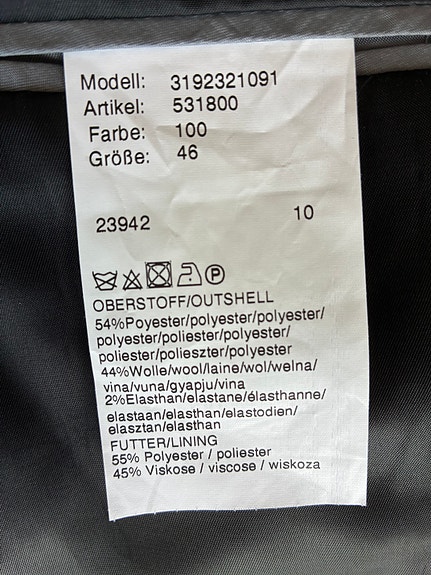 Modell: 3192321091
Artikel: 531800
Farbe: 100
Größe: 46
23942 10
P
OBERSTOFF/OUTSHELL
54%Poyester/polyester/polyester/
polyester/poliester/polyester/
poliester/polieszter/polyester
44%Wolle/wool/laine/wol/welna/
vina/vuna/gyapju/vina
2%Elasthan/elastane/élasthanne/
elastaan/elasthan/elastodien/
elasztan/elasthan
FUTTER/LINING
55% Polyester / poliester
45% Viskose / viscose / wiskoza